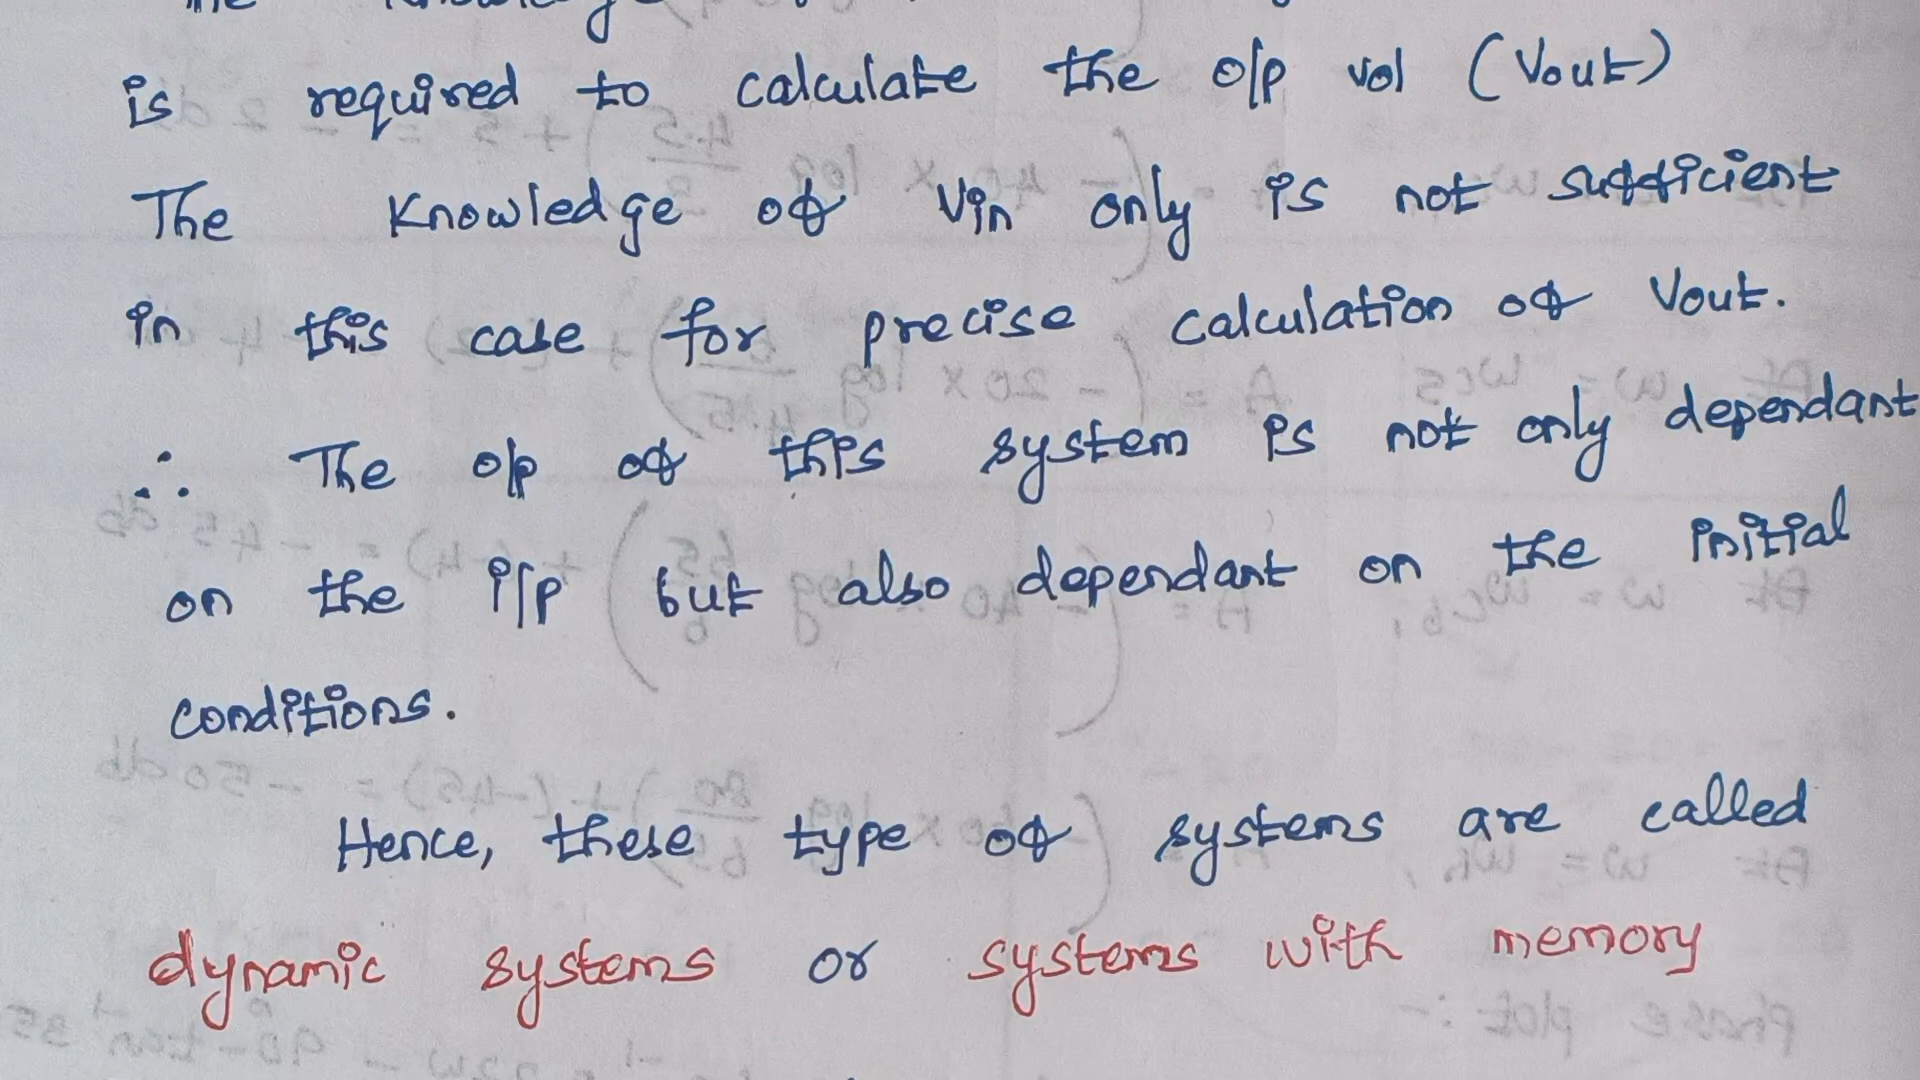 is required to calculate the o/p vol (Vout)
The Knowledge of Vin only is not sufficient
in this case for precise calculation of Vout.
∴ The o/p of this system is not only dependant
on the i/p but also dependant on the initial
conditions.
Hence, these type of systems are called
dynamic systems or systems with memory